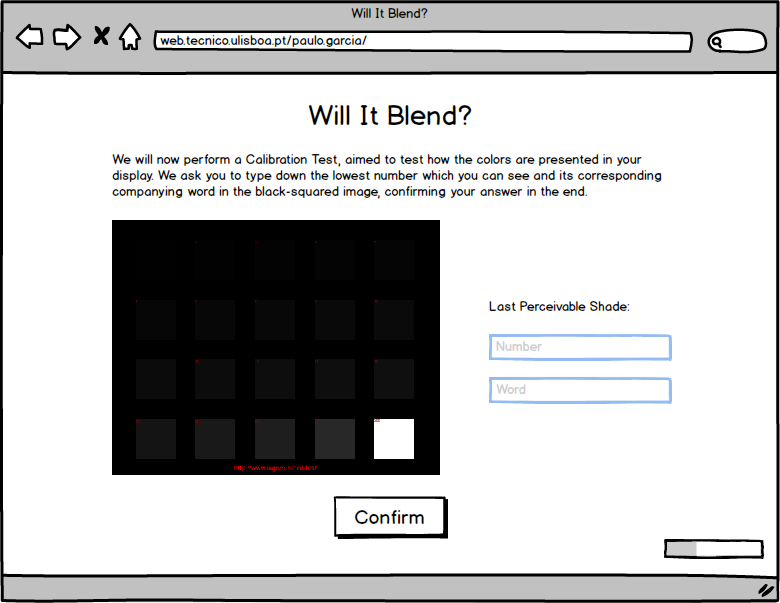 Will It Blend?
web.tecnico.ulisboa.pt/paulo.garcia/
Will It Blend?
We will now perform a Calibration Test, aimed to test how the colors are presented in your
display. We ask you to type down the lowest number which you can see and its corresponding
companying word in the black-squared image, confirming your answer in the end.
Last Perceivable Shade:
Number
Word
Confirm